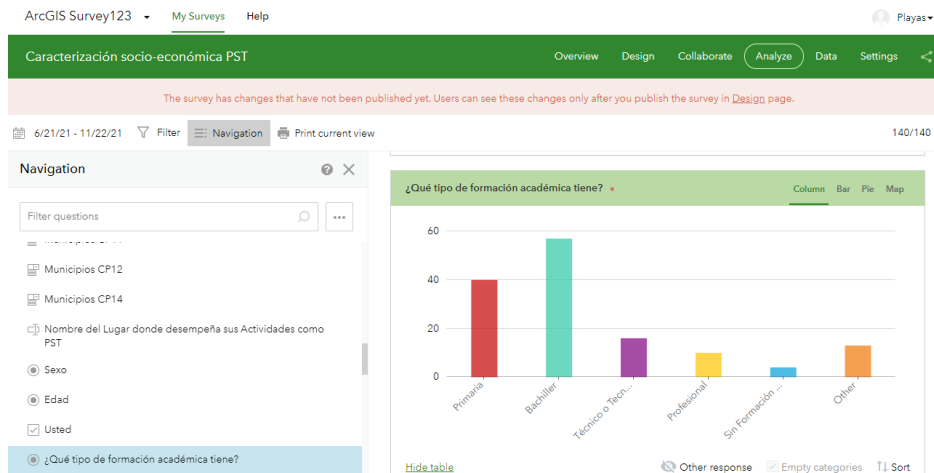 ArcGIS Survey123 My Surveys Help Playas
Caracterización socio-económica PST Overview Design Collaborate Analyze Data Settings
The survey has changes that have not been published yet. Users can see these changes only after you publish the survey in Design page.
6/21/21 - 11/22/21 Filter Navigation Print current view 140/140
Navigation
Filter questions
Municipios CP12
Municipios CP14
Nombre del Lugar donde desempeña sus Actividades como
PST
Sexo
Edad
Usted
¿Qué tipo de formación académica tiene?
¿Qué tipo de formación académica tiene? Column Bar Pie Map
60
40
20
0
Primaria
Bachiller
Técnico o Tecn...
Profesional
Sin Formación ...
Other
Hide table Other response Empty categories Sort